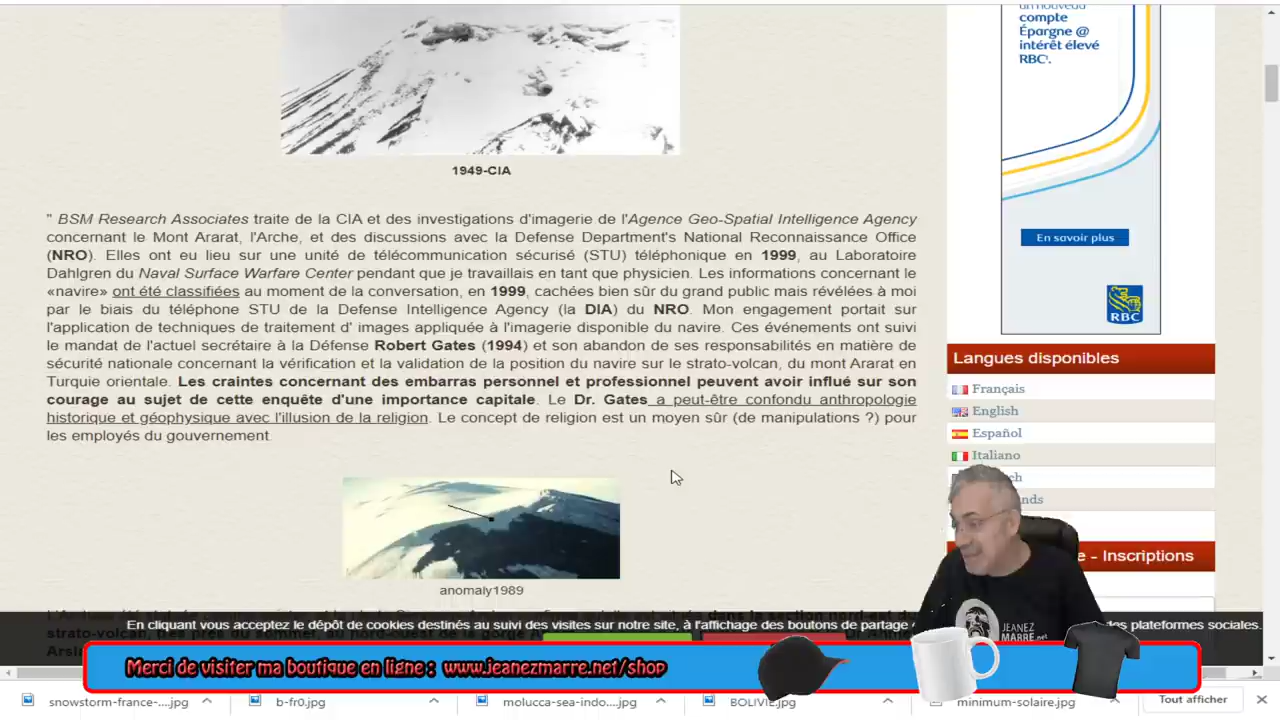 un nouveau
compte
Épargne @
intérêt élevé
RBC'.
1949-CIA
" BSM Research Associates traite de la CIA et des investigations d'imagerie de l'Agence Geo-Spatial Intelligence Agency
concernant le Mont Ararat, l'Arche, et des discussions avec la Defense Department's National Reconnaissance Office
(NRO). Elles ont eu lieu sur une unité de télécommunication sécurisé (STU) téléphonique en 1999, au Laboratoire
Dahlgren du Naval Surface Warfare Center pendant que je travaillais en tant que physicien. Les informations concernant le
«navire» ont été classifiées au moment de la conversation, en 1999, cachées bien sûr du grand public mais révélées à moi
par le biais du téléphone STU de la Defense Intelligence Agency (la DIA) du NRO. Mon engagement portait sur
l'application de techniques de traitement d' images appliquée à l'imagerie disponible du navire. Ces événements ont suivi
le mandat de l'actuel secrétaire à la Défense Robert Gates (1994) et son abandon de ses responsabilités en matière de
sécurité nationale concernant la vérification et la validation de la position du navire sur le strato-volcan, du mont Ararat en
Turquie orientale. Les craintes concernant des embarras personnel et professionnel peuvent avoir influé sur son
courage au sujet de cette enquête d'une importance capitale. Le Dr. Gates a peut-être confondu anthropologie
historique et géophysique avec l'illusion de la religion. Le concept de religion est un moyen sûr (de manipulations ?) pour
les employés du gouvernement
anomaly1989
En savoir plus
RBC
Langues disponibles
Français
English
Español
Italiano
e - Inscriptions
En cliquant vous acceptez le dépôt de cookies destinés au suivi des visites sur notre site, à l'affichage des boutons de partage des plateformes sociales.
strato-volcan, très près du sommet, au nord-ouest de la gorge
JEANEZ
MARRE.net
Merci de visiter ma boutique en ligne : www.jeanezmarre.net/shop
snowstorm-france-....jpg
b-fr0.jpg
molucca-sea-indo....jpg
BOLIVIE.jpg
minimum-solaire.jpg
Tout afficher